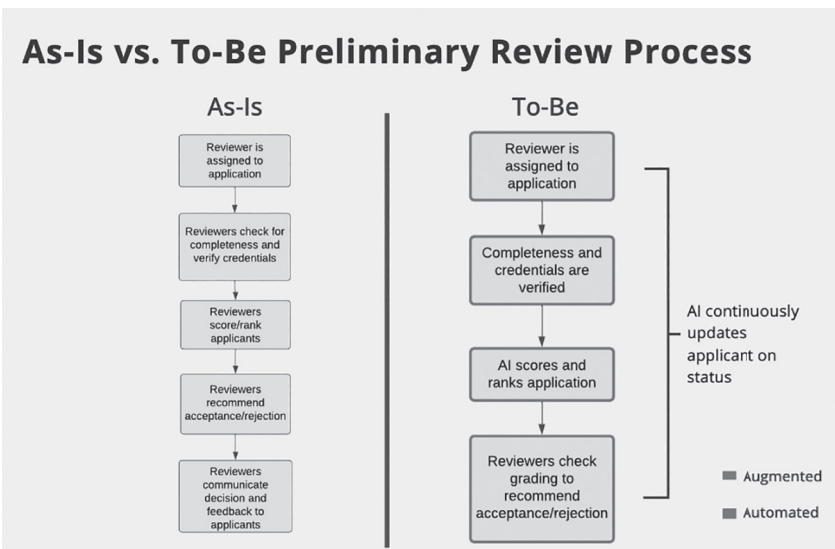 As-Is vs. To-Be Preliminary Review Process
As-Is
Reviewer is
assigned to
application
Reviewers check for
completeness and
verify credentials
Reviewers
score/rank
applicants
Reviewers
recommend
acceptance/rejection
Reviewers
communicate
decision and
feedback to
applicants
To-Be
Reviewer is
assigned to
application
Completeness and
credentials are
verified
AI scores and
ranks application
Reviewers check
grading to
recommend
acceptance/rejection
AI continuously
updates
applicant on
status
Augmented
Automated